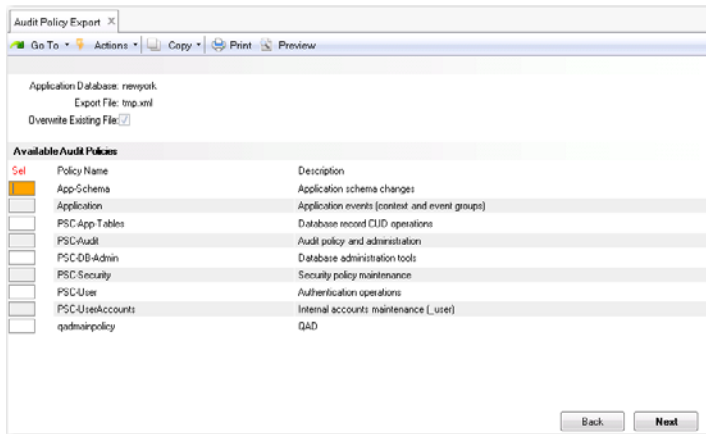 Audit Policy Export
Go To Actions Copy Print Preview
Application Database: newyork
Export File: tmp.xml
Overwrite Existing File:
Available Audit Policies
Sel Policy Name Description
App-Schema Application schema changes
Application Application events (context and event groups)
PSC-App-Tables Database record CUD operations
PSC-Audit Audit policy and administration
PSC-DB-Admin Database administration tools
PSC-Security Security policy maintenance
PSC-User Authentication operations
PSC-UserAccounts Internal accounts maintenance (_user)
qadmainpolicy QAD
Back Next